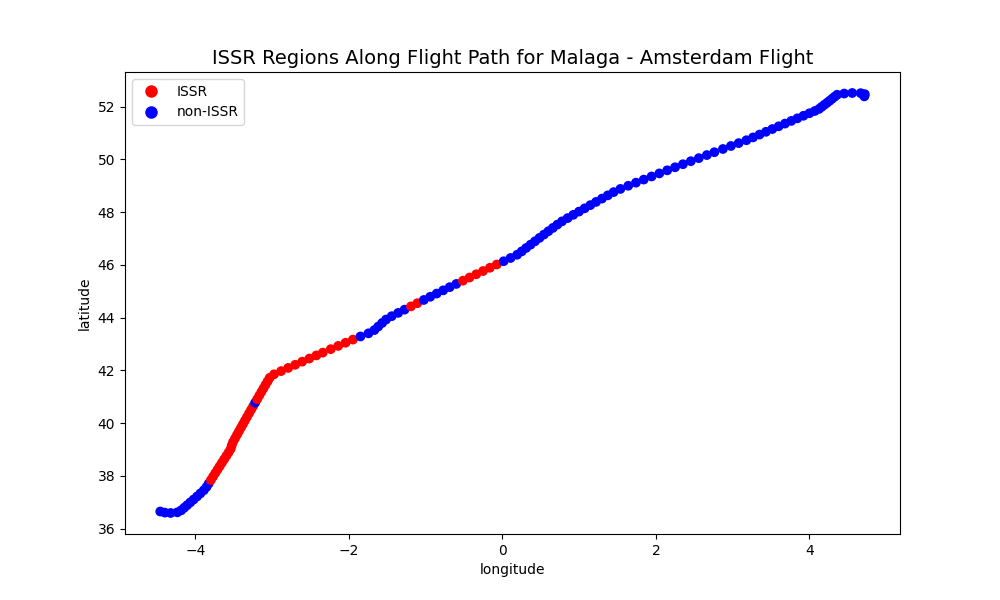 ISSR Regions Along Flight Path for Malaga - Amsterdam Flight
ISSR
non-ISSR
52
50
48
46
44
42
40
38
36
latitude
−4
−2
0
2
4
longitude